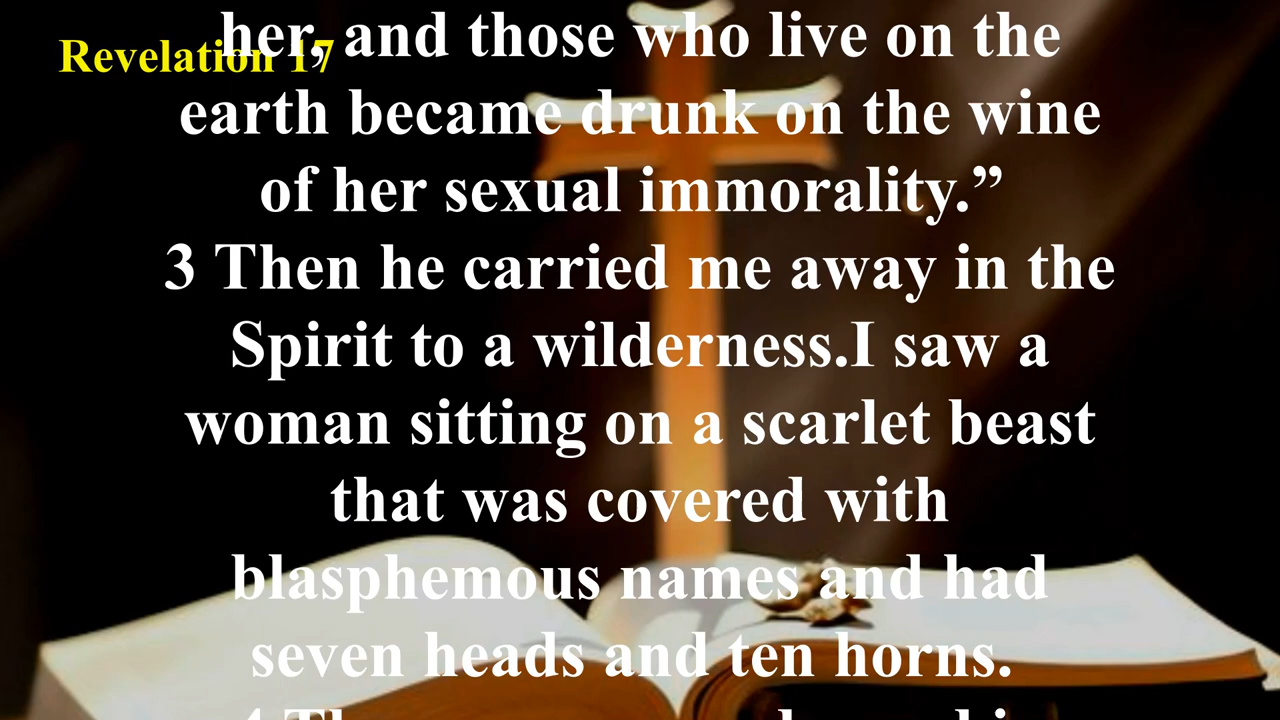 Revelation 17
her, and those who live on the
earth became drunk on the wine
of her sexual immorality.”
3 Then he carried me away in the
Spirit to a wilderness.I saw a
woman sitting on a scarlet beast
that was covered with
blasphemous names and had
seven heads and ten horns.